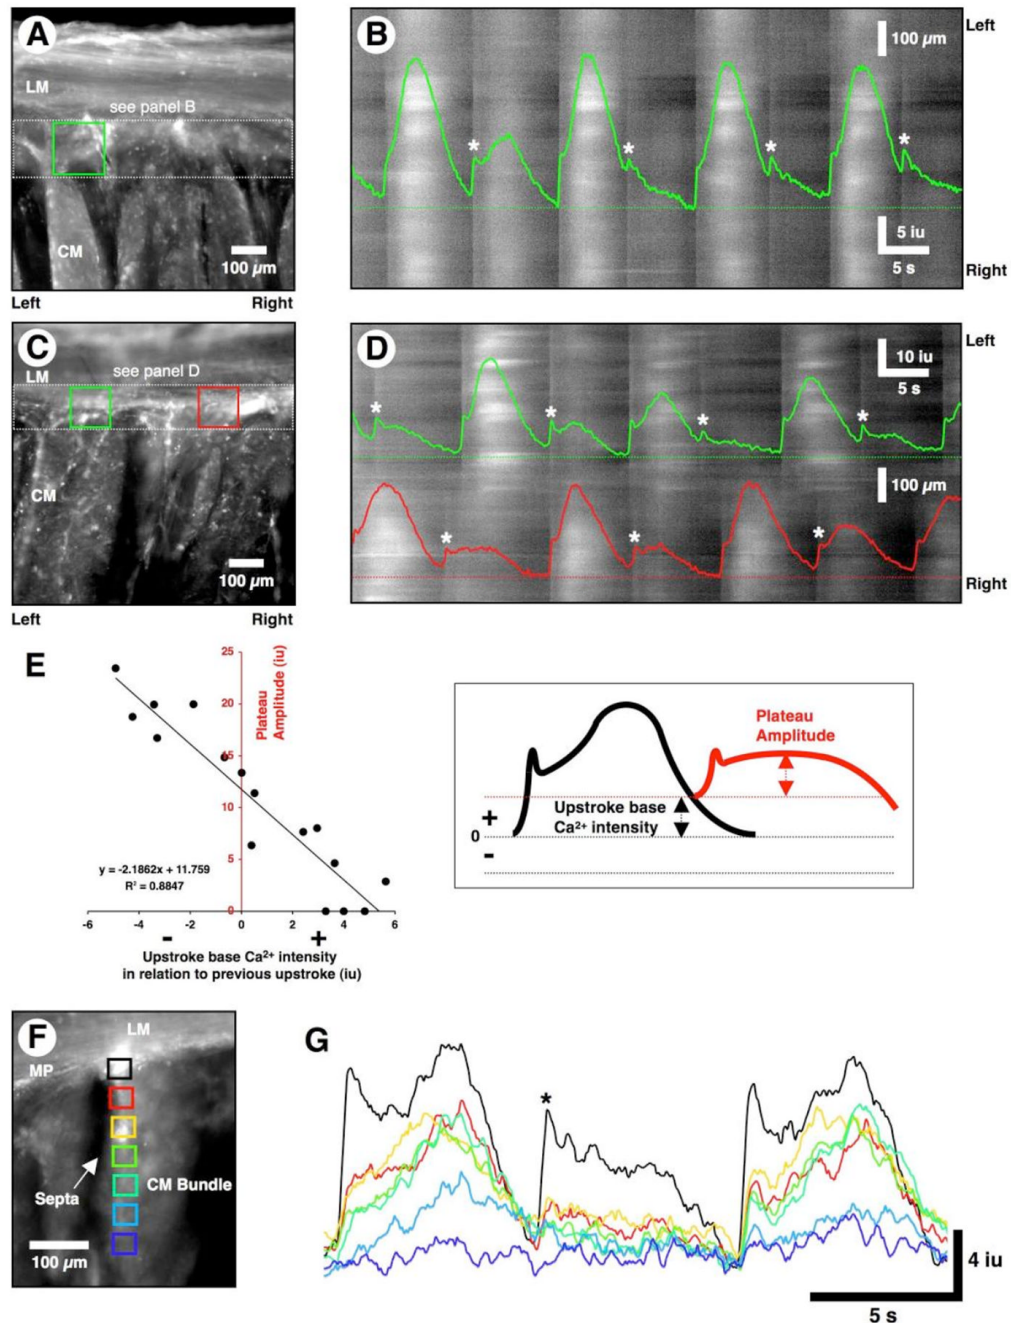 A
LM
see panel B
CM
100 µm
Left
Right
B
Left
100 µm
*
*
*
*
5 iu
5 s
Right
C
LM
see panel D
CM
100 µm
Left
Right
D
Left
10 iu
5 s
*
*
*
*
100 µm
*
*
*
Right
E
25
20
15
10
5
0
Plateau
Amplitude (iu)
y = -2.1862x + 11.759
R² = 0.8847
-6
-4
-2
0
2
4
6
-
+
Upstroke base Ca²⁺ intensity
in relation to previous upstroke (iu)
Plateau
Amplitude
Upstroke base
Ca²⁺ intensity
+
0
-
F
LM
MP
Septa
CM Bundle
100 µm
G
*
4 iu
5 s